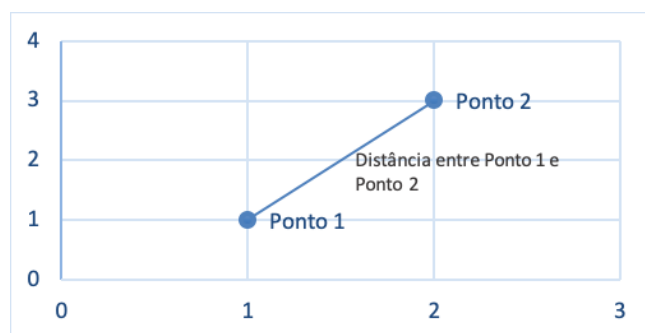 4
3
Ponto 2
2
Distância entre Ponto 1 e
Ponto 2
1
Ponto 1
0
0 1 2 3